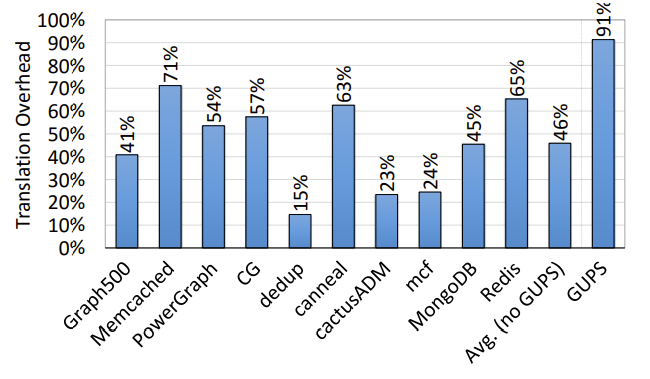 Translation Overhead
100%
90%
80%
70%
60%
50%
40%
30%
20%
10%
0%
41%
71%
54%
57%
15%
63%
23%
24%
45%
65%
46%
91%
Graph500
Memcached
PowerGraph
CG
dedup
canneal
cactusADM
mcf
MongoDB
Redis
Avg. (no GUPS)
GUPS